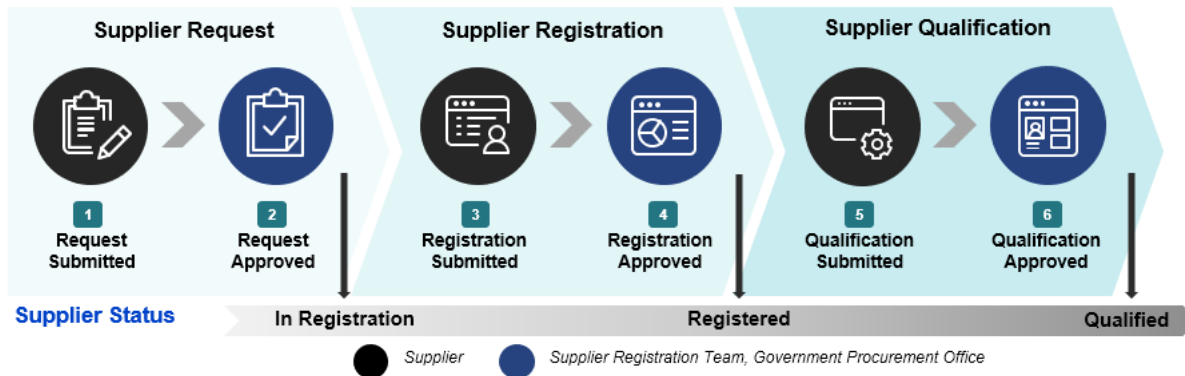 Supplier Request
Supplier Registration
Supplier Qualification
1
Request
Submitted
2
Request
Approved
3
Registration
Submitted
4
Registration
Approved
5
Qualification
Submitted
6
Qualification
Approved
Supplier Status
In Registration
Registered
Qualified
Supplier
Supplier Registration Team, Government Procurement Office